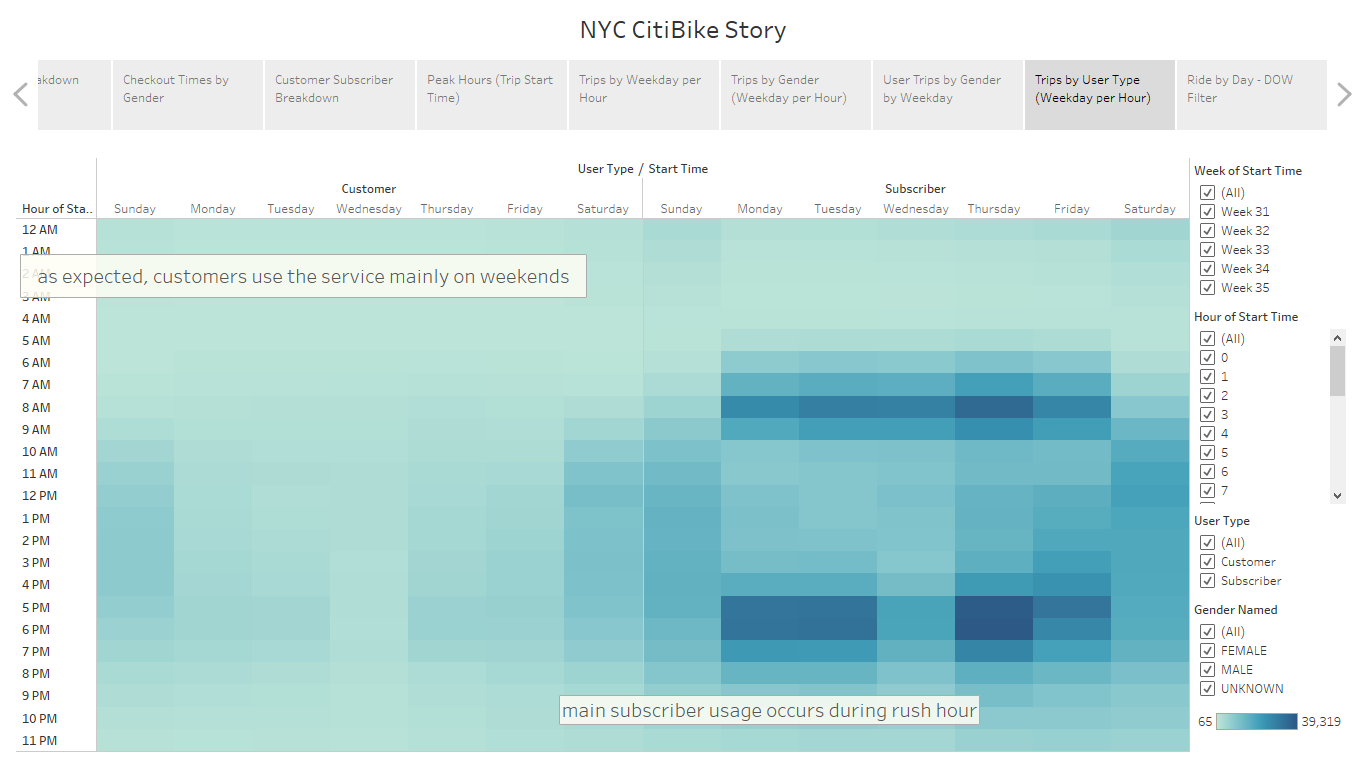 NYC CitiBike Story
akdown
Checkout Times by
Gender
Customer Subscriber
Breakdown
Peak Hours (Trip Start
Time)
Trips by Weekday per
Hour
Trips by Gender
(Weekday per Hour)
User Trips by Gender
by Weekday
Trips by User Type
(Weekday per Hour)
Ride by Day - DOW
Filter
User Type / Start Time
Customer Subscriber
Hour of Sta.. Sunday Monday Tuesday Wednesday Thursday Friday Saturday Sunday Monday Tuesday Wednesday Thursday Friday Saturday
12 AM
1 AM
2 AM
3 AM
4 AM
5 AM
6 AM
7 AM
8 AM
9 AM
10 AM
11 AM
12 PM
1 PM
2 PM
3 PM
4 PM
5 PM
6 PM
7 PM
8 PM
9 PM
10 PM
11 PM
as expected, customers use the service mainly on weekends
main subscriber usage occurs during rush hour
Week of Start Time
(All)
Week 31
Week 32
Week 33
Week 34
Week 35
Hour of Start Time
(All)
0
1
2
3
4
5
6
7
User Type
(All)
Customer
Subscriber
Gender Named
(All)
FEMALE
MALE
UNKNOWN
65 39,319